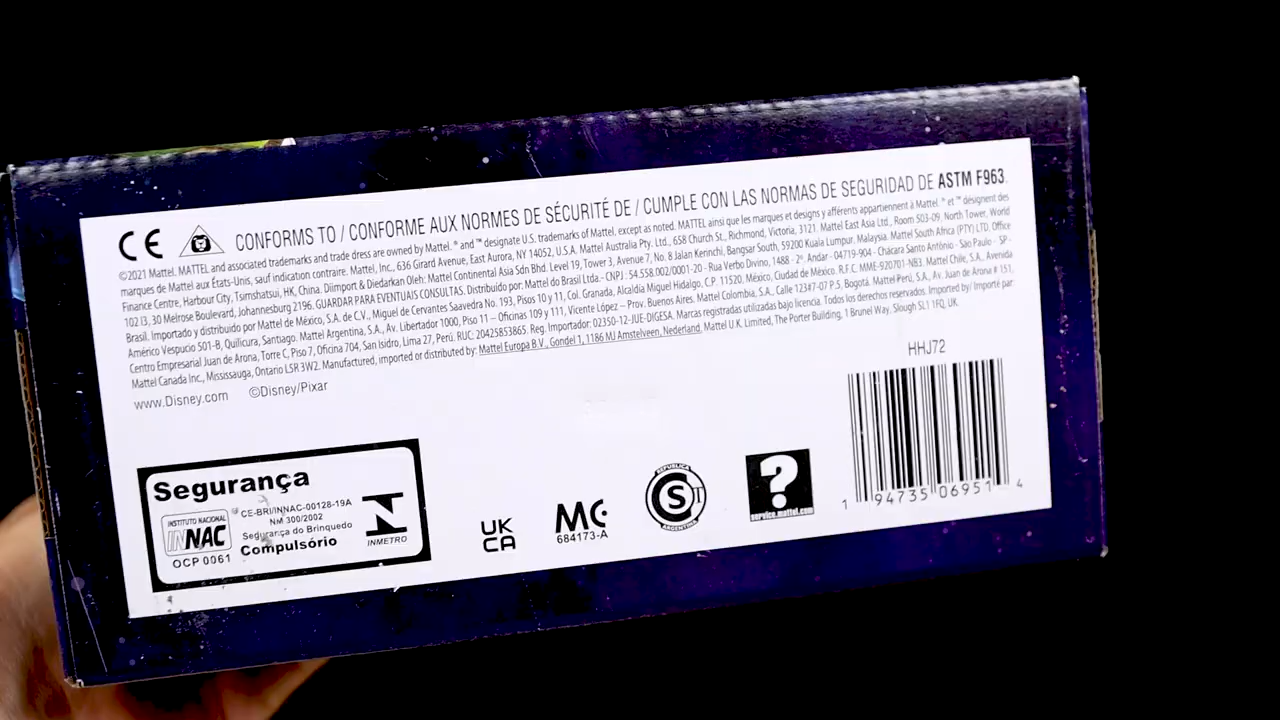 CE
CONFORMS TO / CONFORME AUX NORMES DE SÉCURITÉ DE / CUMPLE CON LAS NORMAS DE SEGURIDAD DE ASTM F963.
©2021 Mattel. MATTEL and associated trademarks and trade dress are owned by Mattel. ® and ™ designate U.S. trademarks of Mattel, except as noted. MATTEL ainsi que les marques et designs y afférents appartiennent à Mattel. ® et ™ désignent des
marques de Mattel aux États-Unis, sauf indication contraire. Mattel, Inc., 636 Girard Avenue, East Aurora, NY 14052, U.S.A. Mattel Australia Pty. Ltd., 658 Church St., Richmond, Victoria, 3121. Mattel East Asia Ltd., Room 503-09, North Tower, World
Finance Centre, Harbour City, Tsimshatsui, HK, China. Diimport & Diedarkan Oleh: Mattel Continental Asia Sdn Bhd. Level 19, Tower 3, Avenue 7, No. 8 Jalan Kerinchi, Bangsar South, 59200 Kuala Lumpur, Malaysia. Mattel South Africa (PTY) LTD, Office
102 I3, 30 Melrose Boulevard, Johannesburg 2196. GUARDAR PARA EVENTUAIS CONSULTAS. Distribuido por: Mattel do Brasil Ltda. - CNPJ : 54.558.002/0001-20 - Rua Verbo Divino, 1488 - 2º. Andar - 04719-904 - Chácara Santo Antônio - São Paulo - SP -
Brasil. Importado y distribuido por Mattel de México, S.A. de C.V., Miguel de Cervantes Saavedra No. 193, Pisos 10 y 11, Col. Granada, Alcaldía Miguel Hidalgo, C.P. 11520, México, Ciudad de México. R.F.C. MME-920701-NB3. Mattel Chile, S.A., Avenida
Américo Vespucio 501-B, Quilicura, Santiago. Mattel Argentina, S.A., Av. Libertador 1000, Piso 11 – Oficinas 109 y 111, Vicente López – Prov. Buenos Aires. Mattel Colombia, S.A., Calle 123#7-07 P.5, Bogotá. Mattel Perú, S.A., Av. Juan de Arona # 151,
Centro Empresarial Juan de Arona, Torre C, Piso 7, Oficina 704, San Isidro, Lima 27, Perú. RUC: 20425853865. Reg. Importador: 02350-12-JUE-DIGESA. Marcas registradas utilizadas bajo licencia. Todos los derechos reservados. Imported by/ Importé par
Mattel Canada Inc., Mississauga, Ontario L5R 3W2. Manufactured, imported or distributed by: Mattel Europa B.V., Gondel 1, 1186 MJ Amstelveen, Nederland. Mattel U.K. Limited, The Porter Building, 1 Brunel Way, Slough SL1 1FQ, UK.
www.Disney.com ©Disney/Pixar
HHJ72
1 94735 06951 4
Segurança
INSTITUTO NACIONAL
INNAC
OCP 0061
CE-BRI/INNAC-00128-19A
NM 300/2002
Segurança do Brinquedo
Compulsório
INMETRO
UK
CA
MC
684173-A
REPUBLICA
S
ARGENTINA
?
service.mattel.com